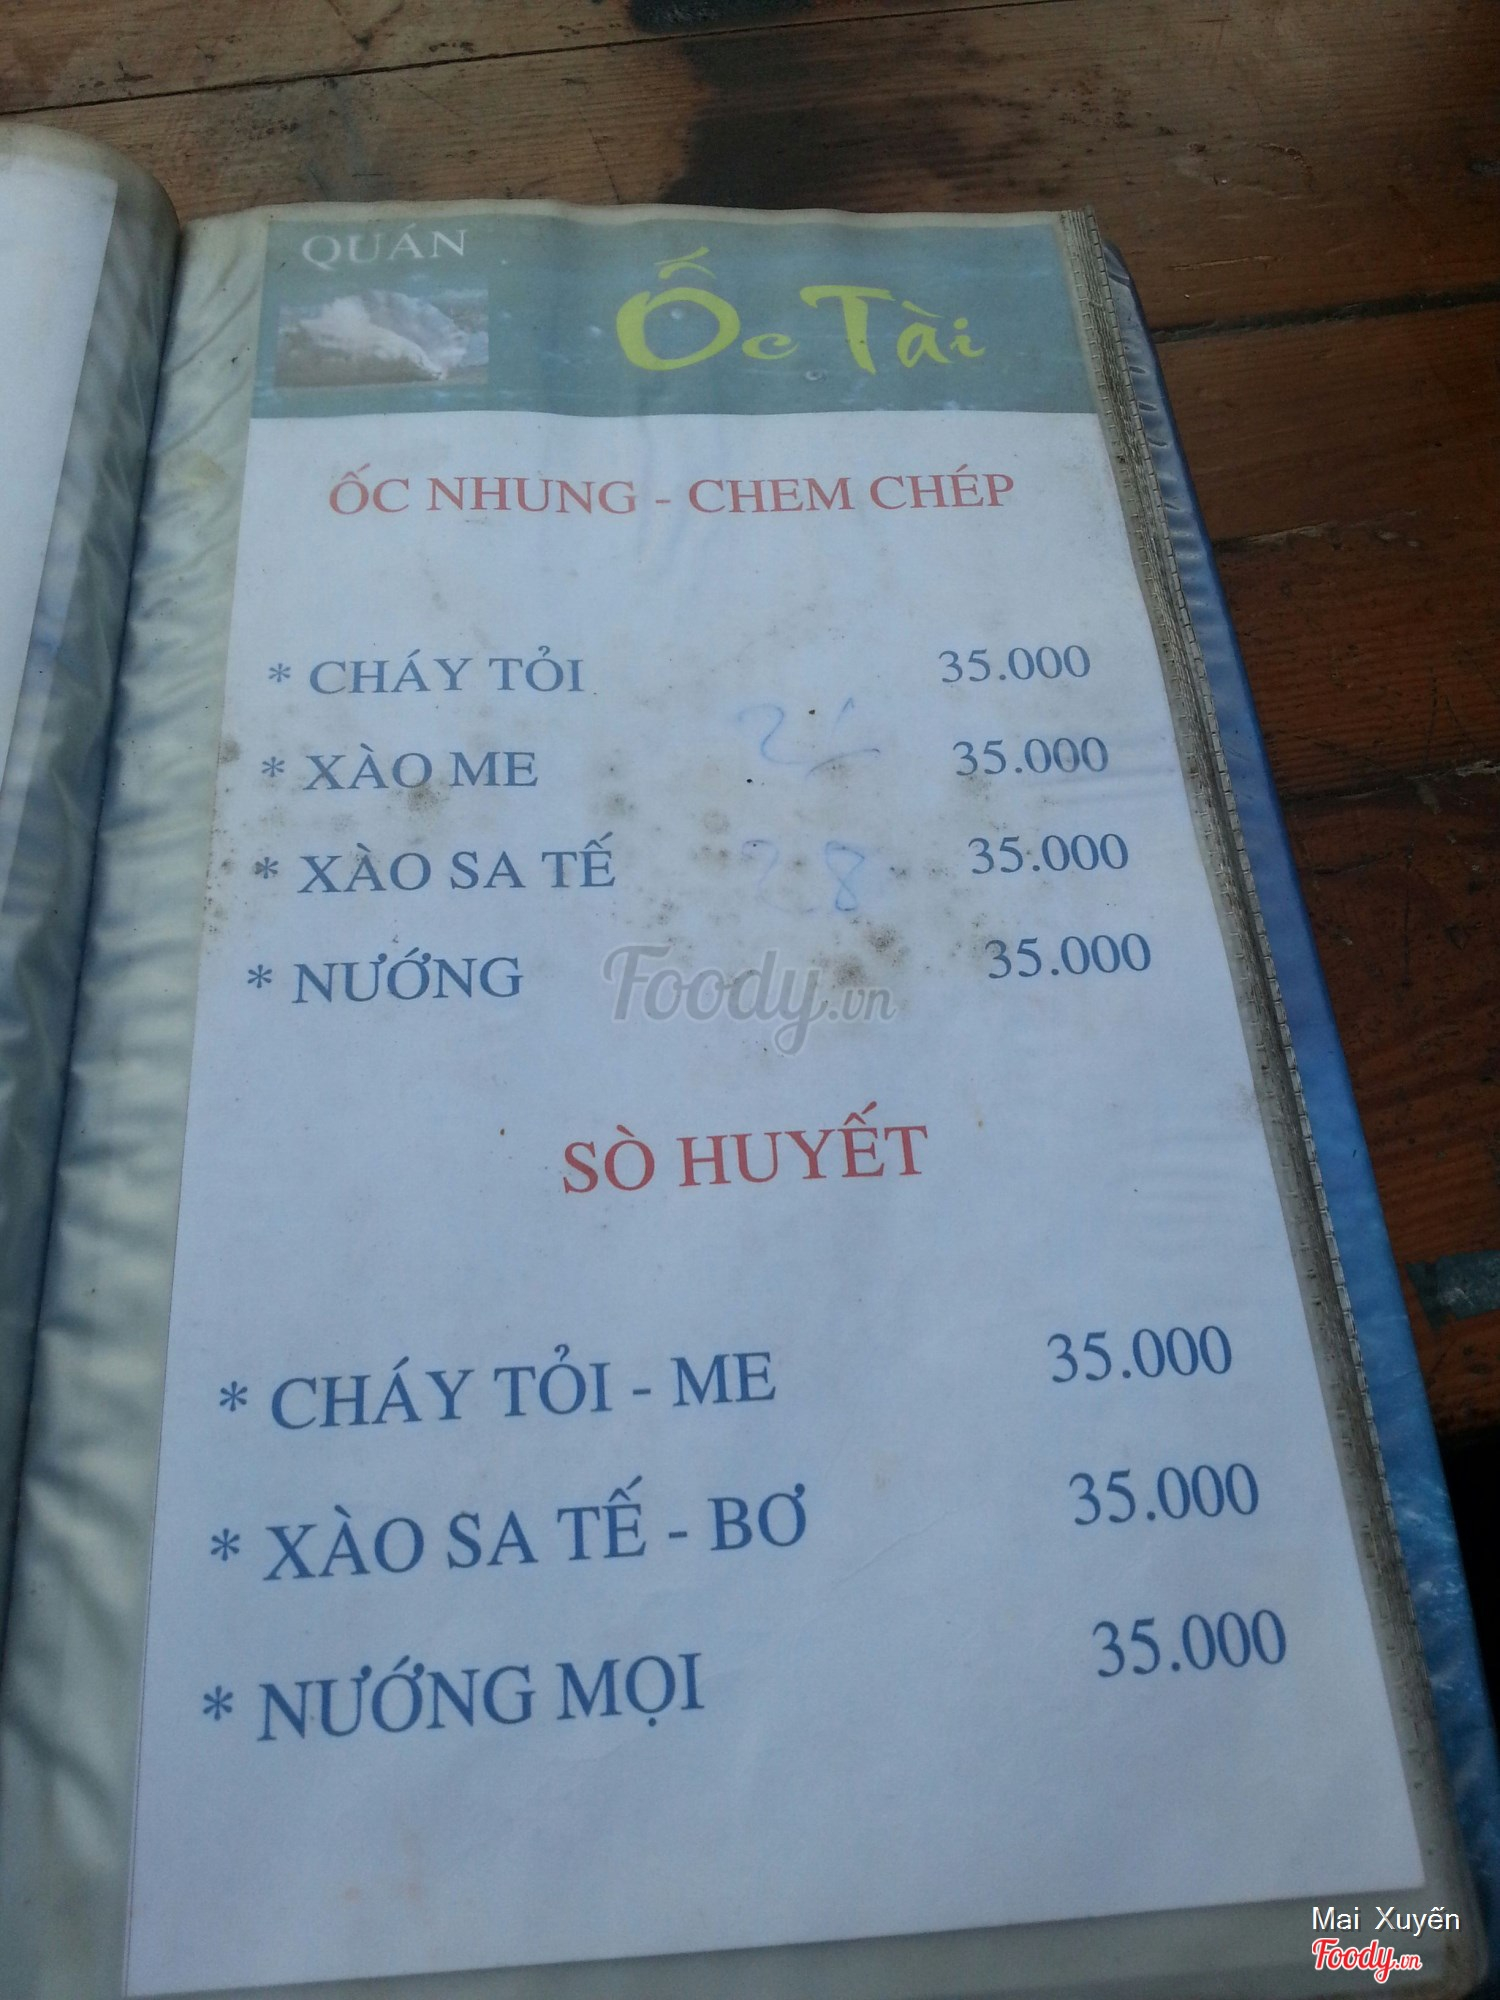 QUÁN
Ốc Tài
ỐC NHUNG - CHEM CHÉP
* CHÁY TỎI 35.000
* XÀO ME 35.000
* XÀO SA TẾ 35.000
28
* NƯỚNG 35.000
Foody.vn
SÒ HUYẾT
* CHÁY TỎI - ME 35.000
* XÀO SA TẾ - BƠ 35.000
* NƯỚNG MỌI 35.000
Mai Xuyến
Foody.vn